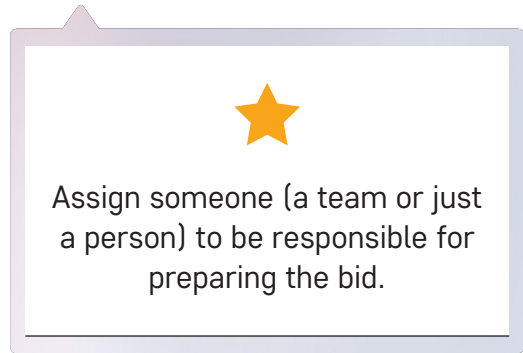 Assign someone (a team or just
a person) to be responsible for
preparing the bid.